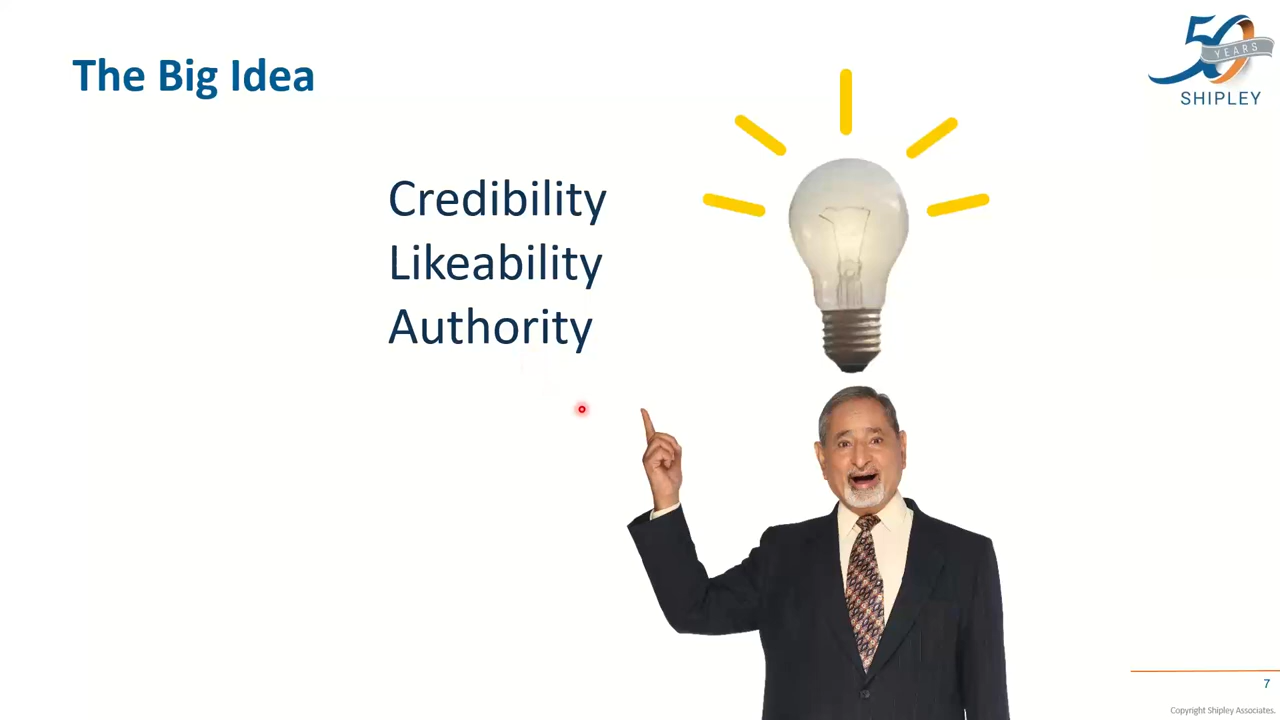 The Big Idea
50
YEARS
SHIPLEY
Credibility
Likeability
Authority
7
Copyright Shipley Associates.